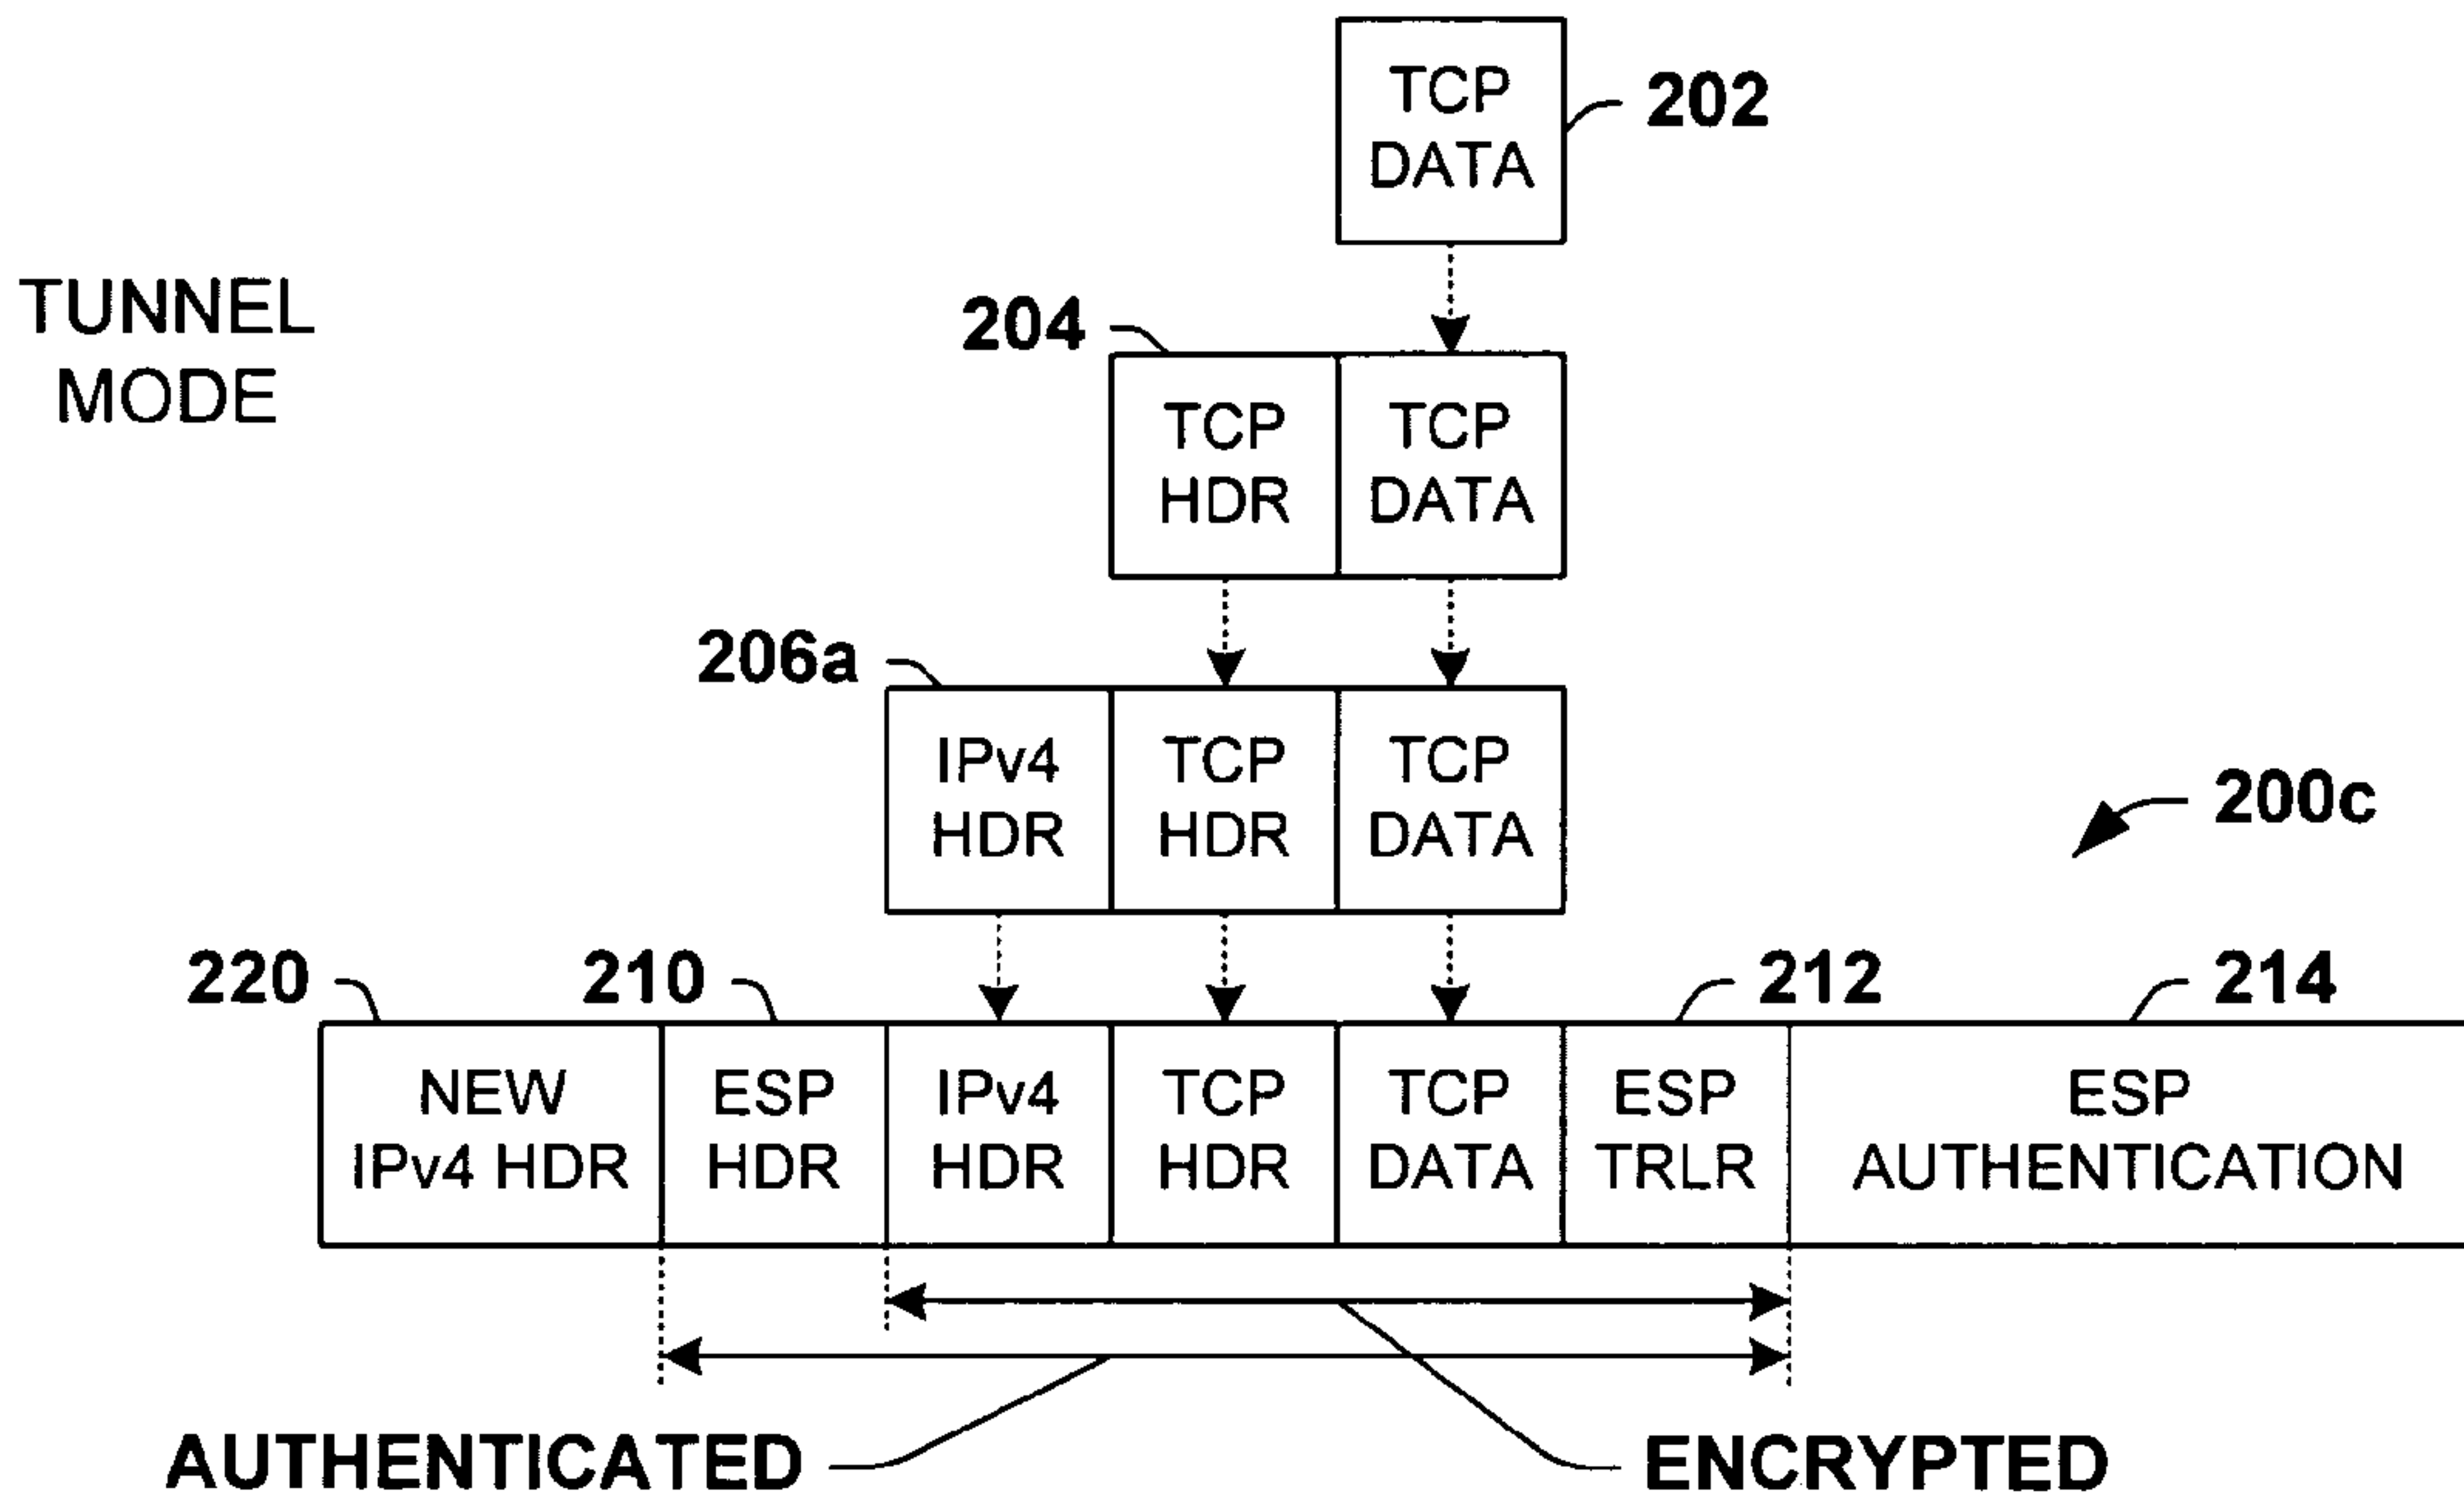 TCP
DATA
202
TUNNEL
MODE
204
TCP
HDR
TCP
DATA
206a
IPv4
HDR
TCP
HDR
TCP
DATA
200c
220
210
212
214
NEW
IPv4 HDR
ESP
HDR
IPv4
HDR
TCP
HDR
TCP
DATA
ESP
TRLR
ESP
AUTHENTICATION
AUTHENTICATED
ENCRYPTED